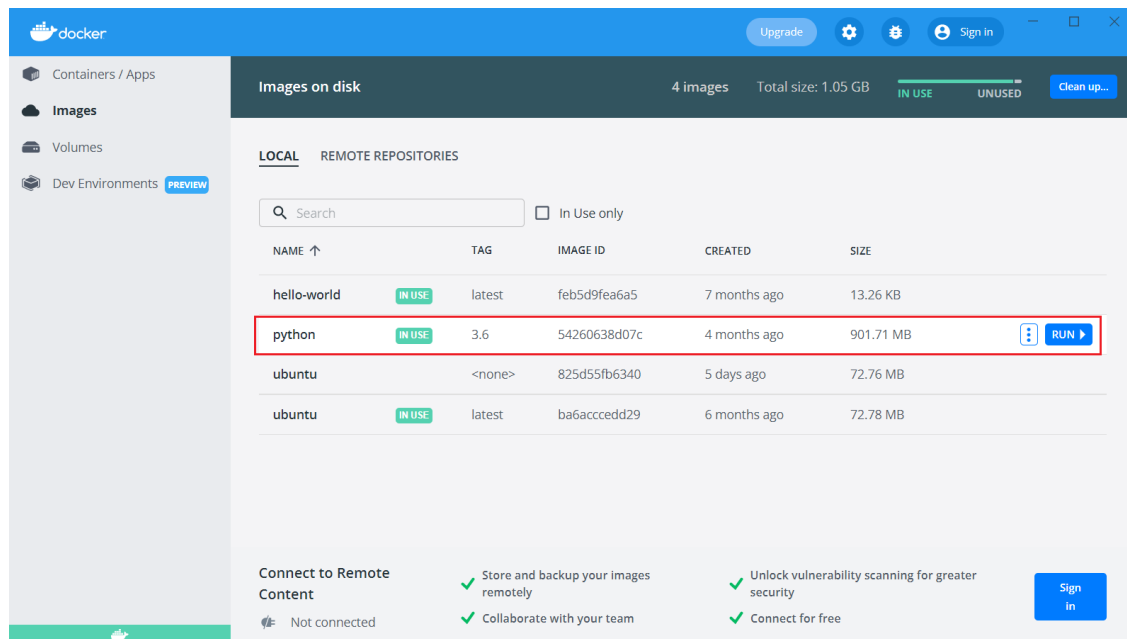 docker
Upgrade
Sign in
Containers / Apps
Images
Volumes
Dev Environments PREVIEW
Images on disk
4 images
Total size: 1.05 GB
IN USE
UNUSED
Clean up...
LOCAL
REMOTE REPOSITORIES
Search
In Use only
NAME TAG IMAGE ID CREATED SIZE
hello-world IN USE latest feb5d9fea6a5 7 months ago 13.26 KB
python IN USE 3.6 54260638d07c 4 months ago 901.71 MB RUN
ubuntu <none> 825d55fb6340 5 days ago 72.76 MB
ubuntu IN USE latest ba6acccedd29 6 months ago 72.78 MB
Connect to Remote
Content
Not connected
Store and backup your images
remotely
Collaborate with your team
Unlock vulnerability scanning for greater
security
Connect for free
Sign
in